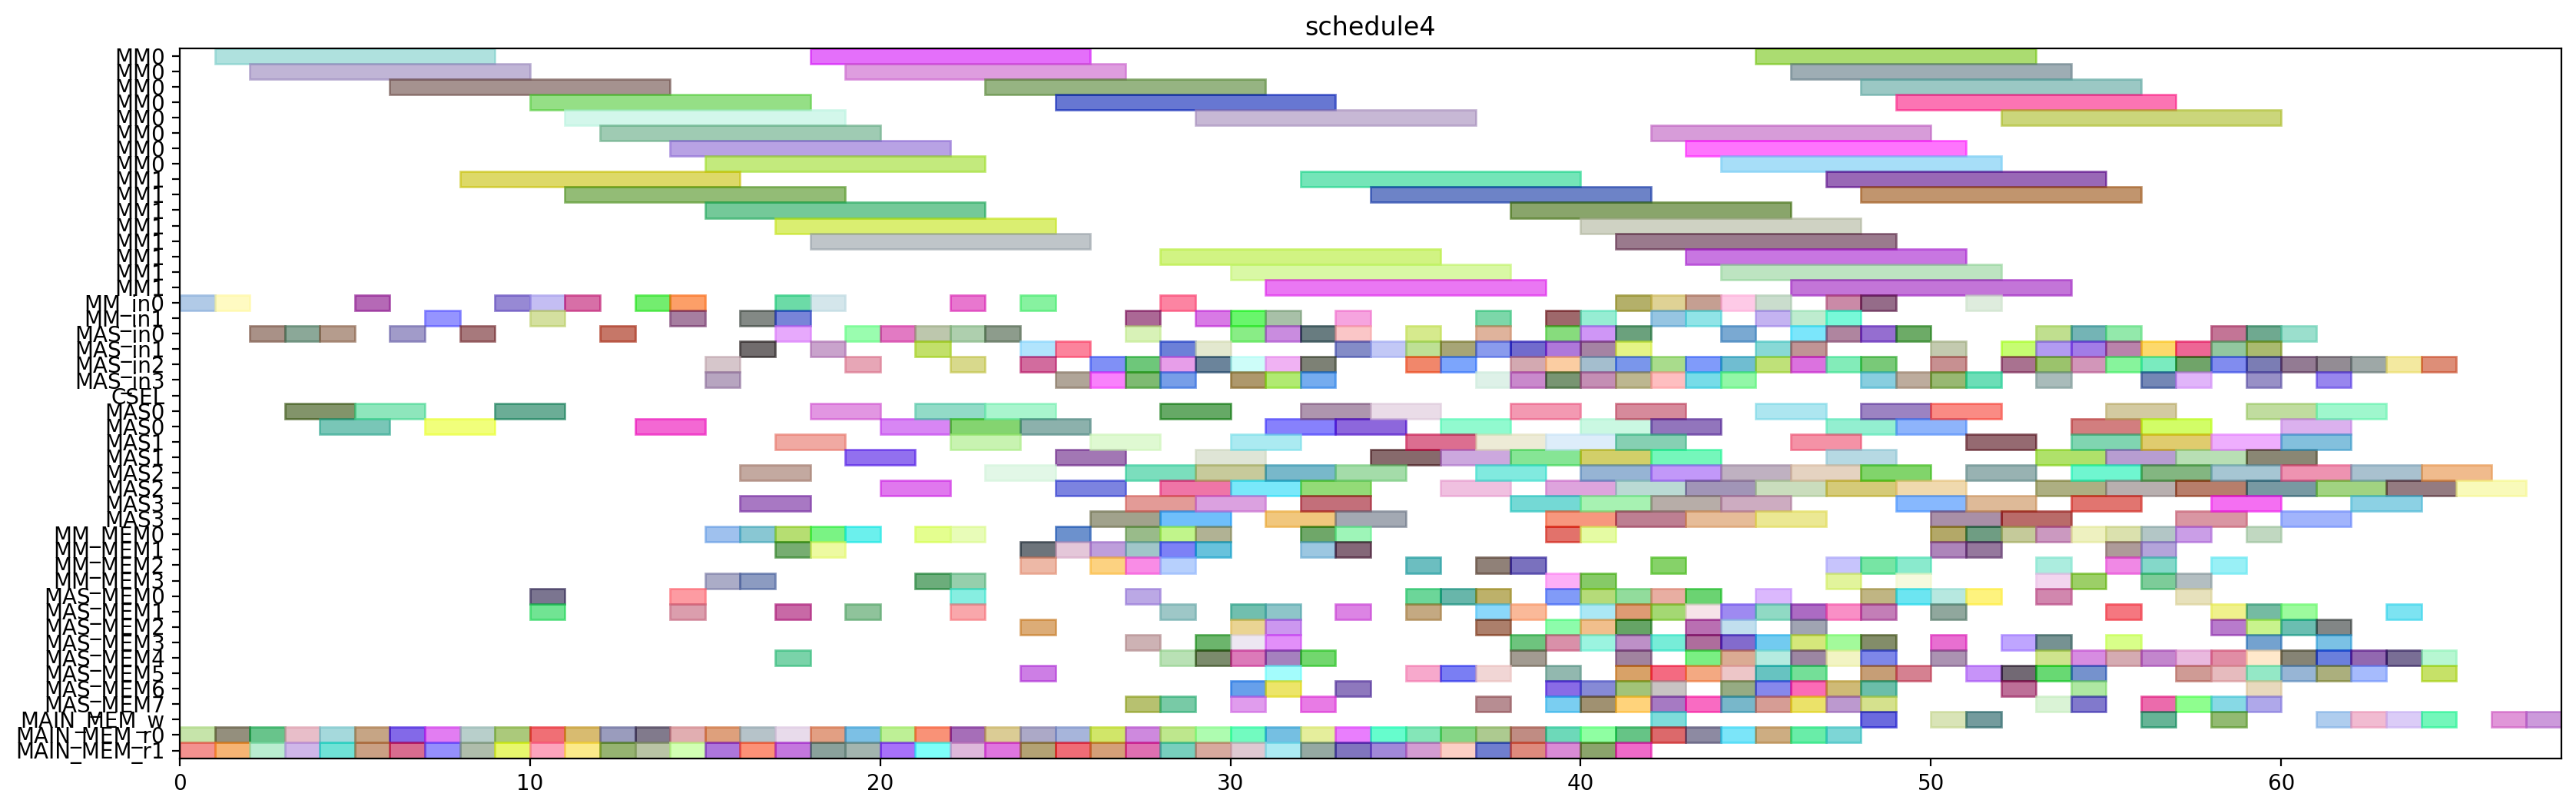 schedule4
MM0
MM0
MM0
MM0
MM0
MM0
MM0
MM0
MM1
MM1
MM1
MM1
MM1
MM1
MM1
MM1
MM_in0
MM_in1
MAS_in0
MAS_in1
MAS_in2
MAS_in3
CSEL
MAS0
MAS0
MAS1
MAS1
MAS2
MAS2
MAS3
MAS3
MM_MEM0
MM_MEM1
MM_MEM2
MM_MEM3
MAS_MEM0
MAS_MEM1
MAS_MEM2
MAS_MEM3
MAS_MEM4
MAS_MEM5
MAS_MEM6
MAS_MEM7
MAIN_MEM_w
MAIN_MEM_r0
MAIN_MEM_r1
0 10 20 30 40 50 60